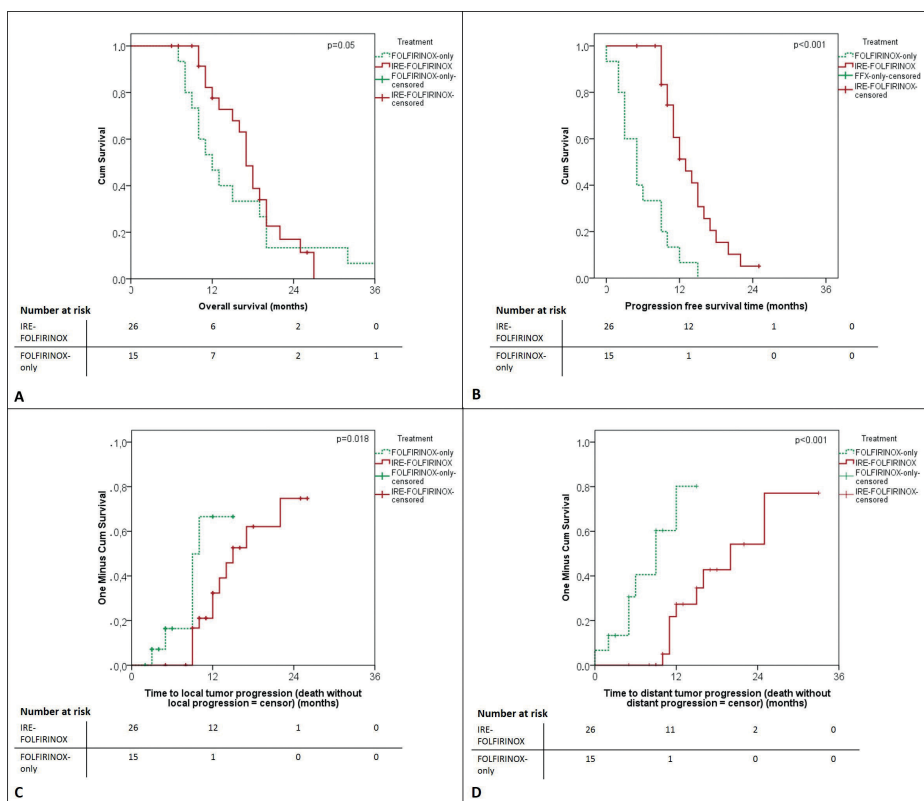 p=0.05
Treatment
FOLFIRINOX-only
IRE-FOLFIRINOX
FOLFIRINOX-only-censored
IRE-FOLFIRINOX-censored
Cum Survival
1,0
0.8
0.6
0.4
0.2
0.0
0
12
24
36
Overall survival (months)
Number at risk
IRE-
FOLFIRINOX 26 6 2 0
FOLFIRINOX-
only 15 7 2 1
A
B
p<0.001
Treatment
FOLFIRINOX-only
IRE-FOLFIRINOX
FFX-only-censored
IRE-FOLFIRINOX-
censored
Cum Survival
1.0
0.8
0.6
0.4
0.2
0.0
0
12
24
36
Progression free survival time (months)
Number at risk
IRE-
FOLFIRINOX 26 12 1 0
FOLFIRINOX-
only 15 1 0 0
p=0.018
Treatment
FOLFIRINOX-only
IRE-FOLFIRINOX
FOLFIRINOX-only-
censored
IRE-FOLFIRINOX-
censored
One Minus Cum Survival
1,0
0,8
0,6
0,4
0,2
0,0
0
12
24
36
Time to local tumor progression (death without
local progression = censor) (months)
Number at risk
IRE-
FOLFIRINOX 26 12 1 0
FOLFIRINOX-
only 15 1 0 0
C
p<0.001
Treatment
FOLFIRINOX-only
IRE-FOLFIRINOX
FOLFIRINOX-only-
censored
IRE-FOLFIRINOX-
censored
One Minus Cum Survival
1.0
0.8
0.6
0.4
0.2
0.0
0
12
24
36
Time to distant tumor progression (death without
distant progression = censor) (months)
Number at risk
IRE-
FOLFIRINOX 26 11 2 0
FOLFIRINOX-
only 15 1 0 0
D